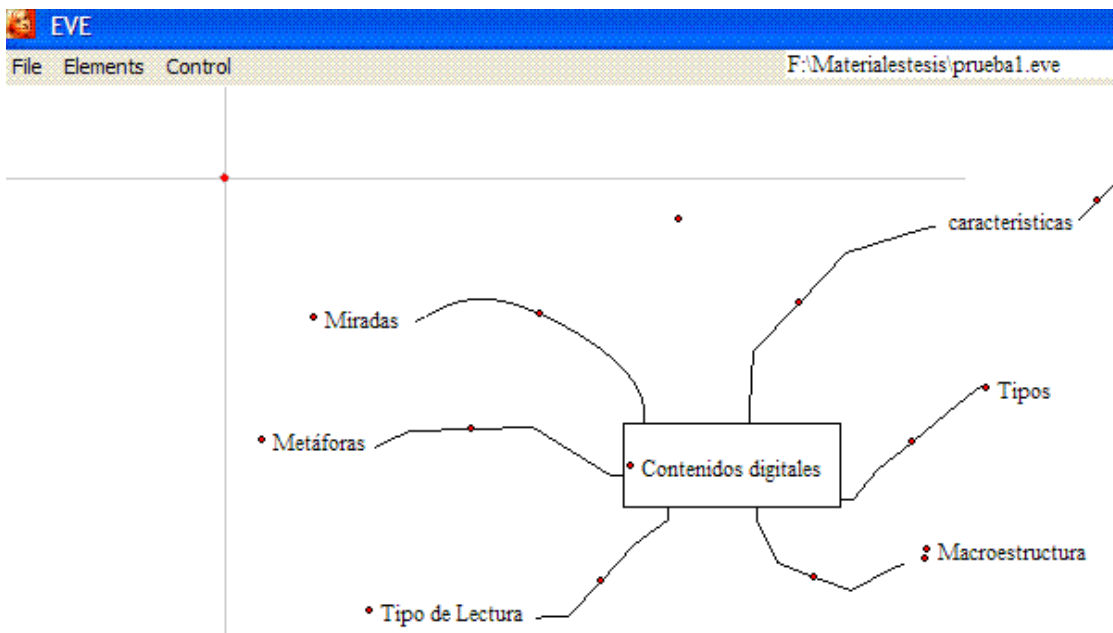 EVE
File Elements Control F:\Materialestesis\prueba1.eve
caracteristicas
Miradas
Tipos
Metáforas
Contenidos digitales
Macroestructura
Tipo de Lectura